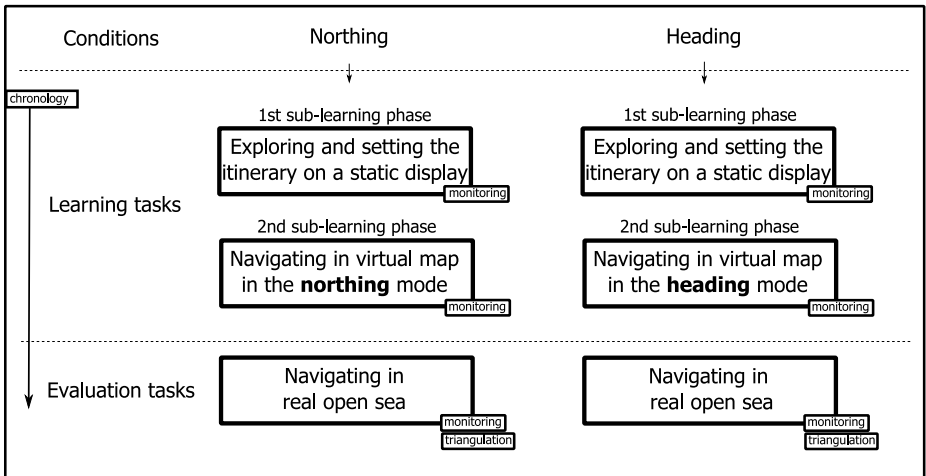 Conditions Northing Heading
chronology
1st sub-learning phase 1st sub-learning phase
Exploring and setting the Exploring and setting the
itinerary on a static display itinerary on a static display
monitoring monitoring
Learning tasks
2nd sub-learning phase 2nd sub-learning phase
Navigating in virtual map Navigating in virtual map
in the northing mode in the heading mode
monitoring monitoring
Evaluation tasks
Navigating in Navigating in
real open sea real open sea
monitoring monitoring
triangulation triangulation